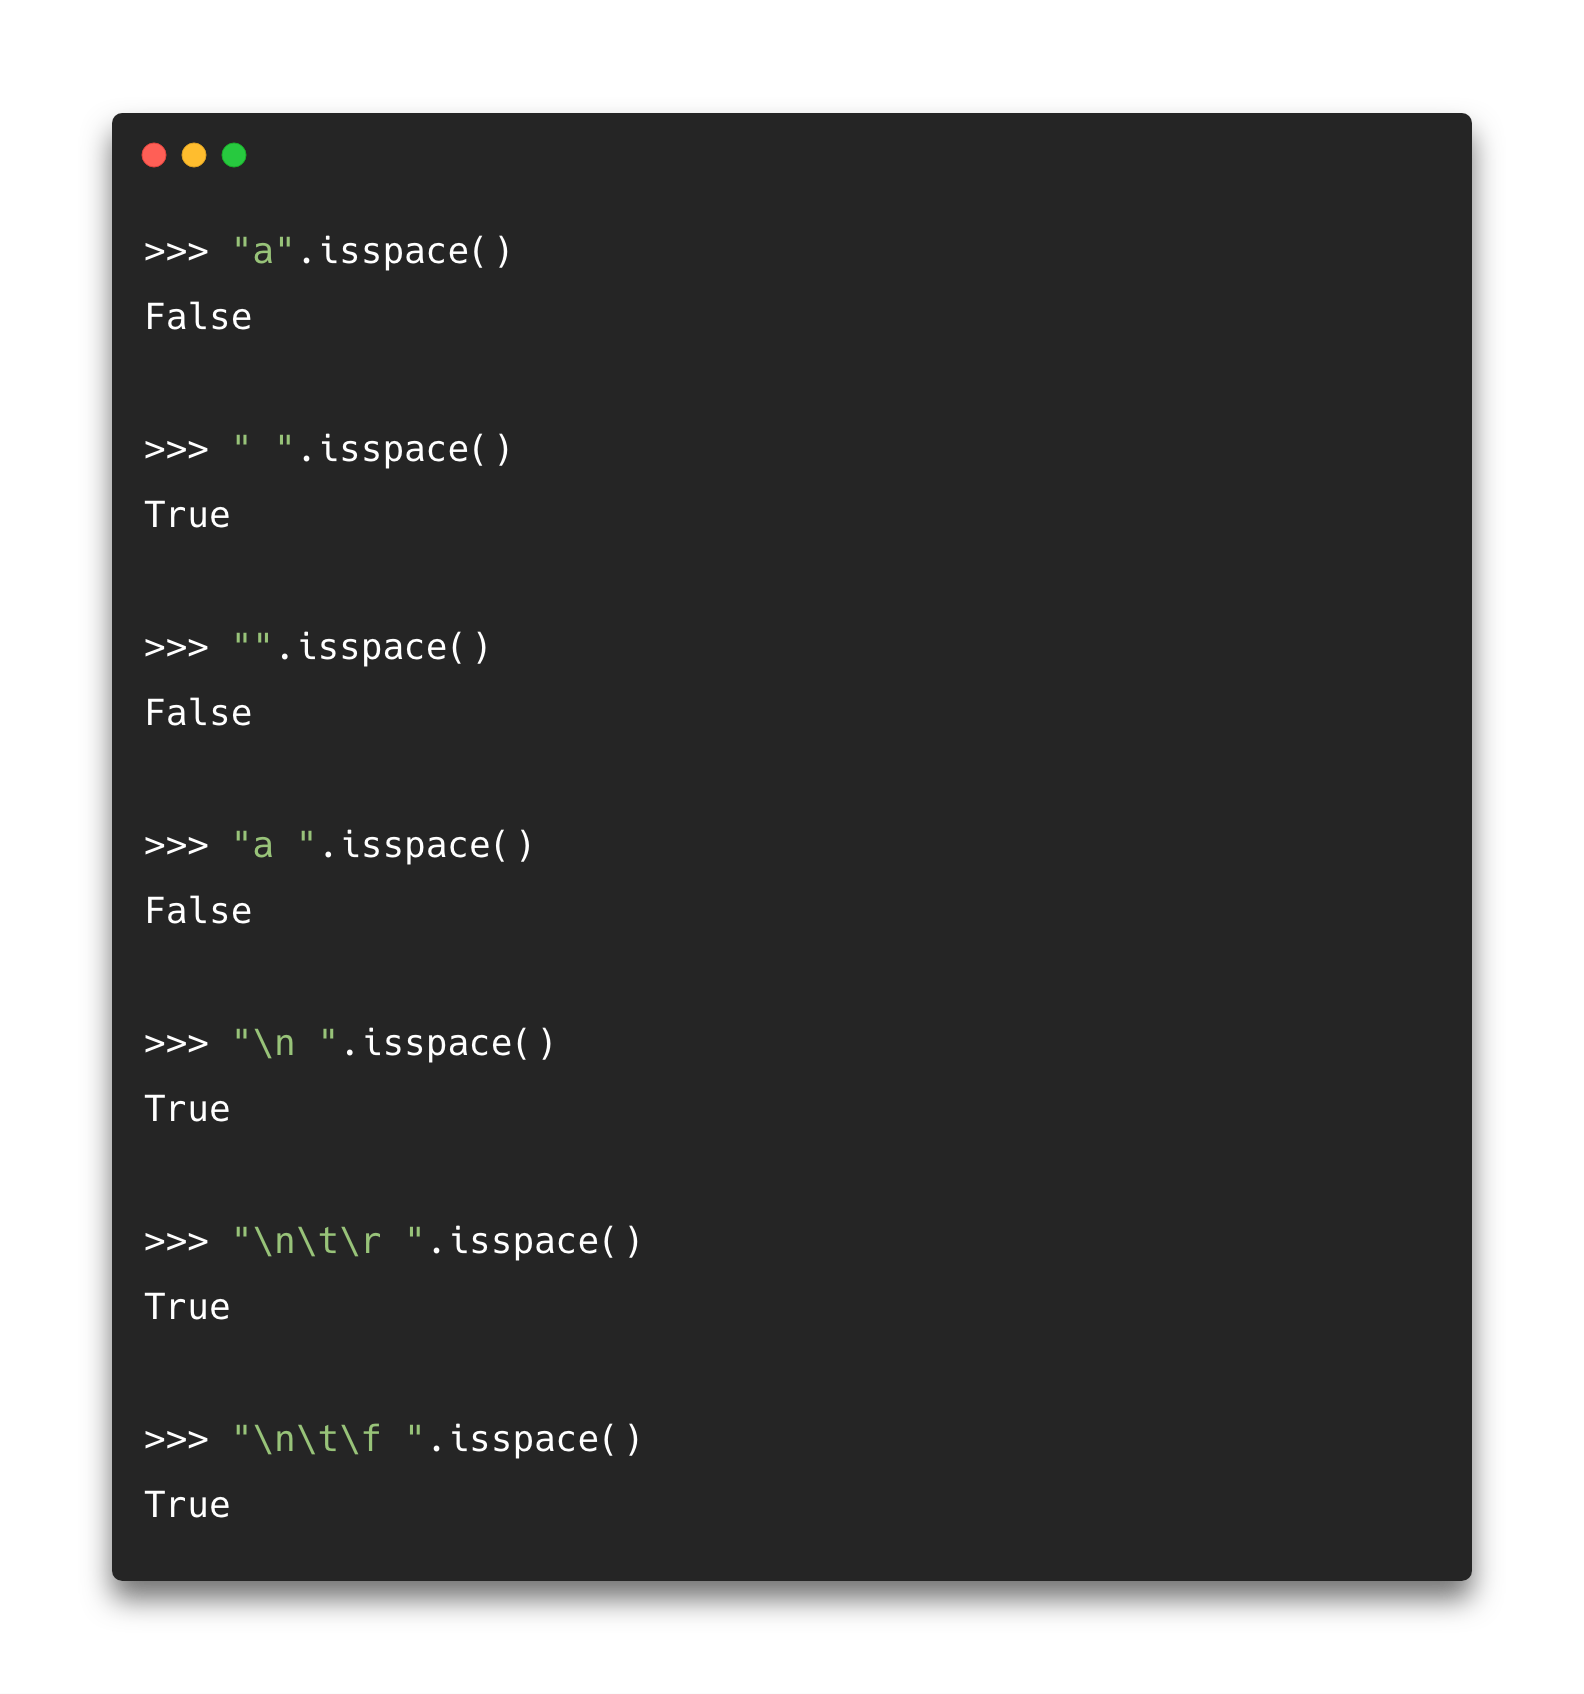 >>> "a".isspace()
False
>>> " ".isspace()
True
>>> "".isspace()
False
>>> "a ".isspace()
False
>>> "\n ".isspace()
True
>>> "\n\t\r ".isspace()
True
>>> "\n\t\f ".isspace()
True